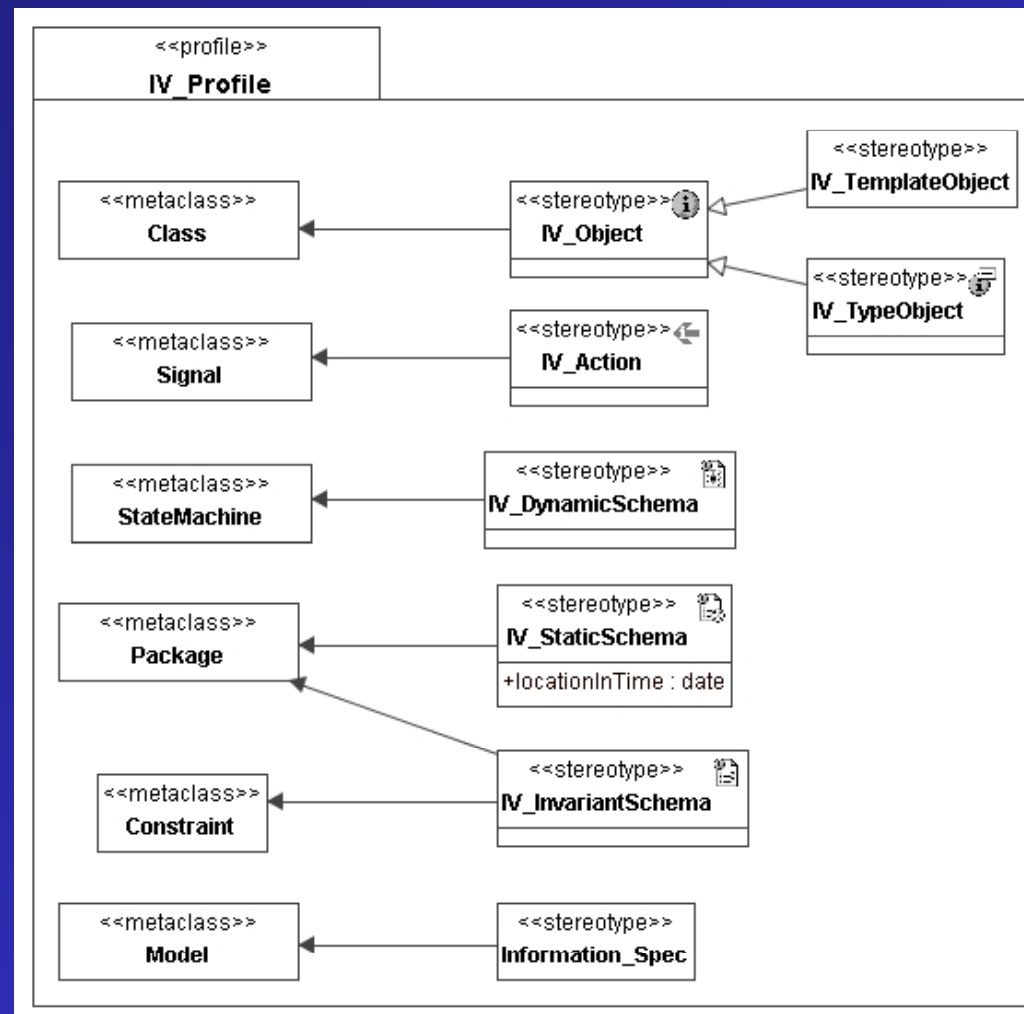 <<profile>>
IV_Profile
<<metaclass>>
Class
<<stereotype>>
IV_Object
<<stereotype>>
IV_TemplateObject
<<stereotype>>
IV_TypeObject
<<metaclass>>
Signal
<<stereotype>>
IV_Action
<<metaclass>>
StateMachine
<<stereotype>>
IV_DynamicSchema
<<metaclass>>
Package
<<stereotype>>
IV_StaticSchema
+locationInTime : date
<<metaclass>>
Constraint
<<stereotype>>
IV_InvariantSchema
<<metaclass>>
Model
<<stereotype>>
Information_Spec